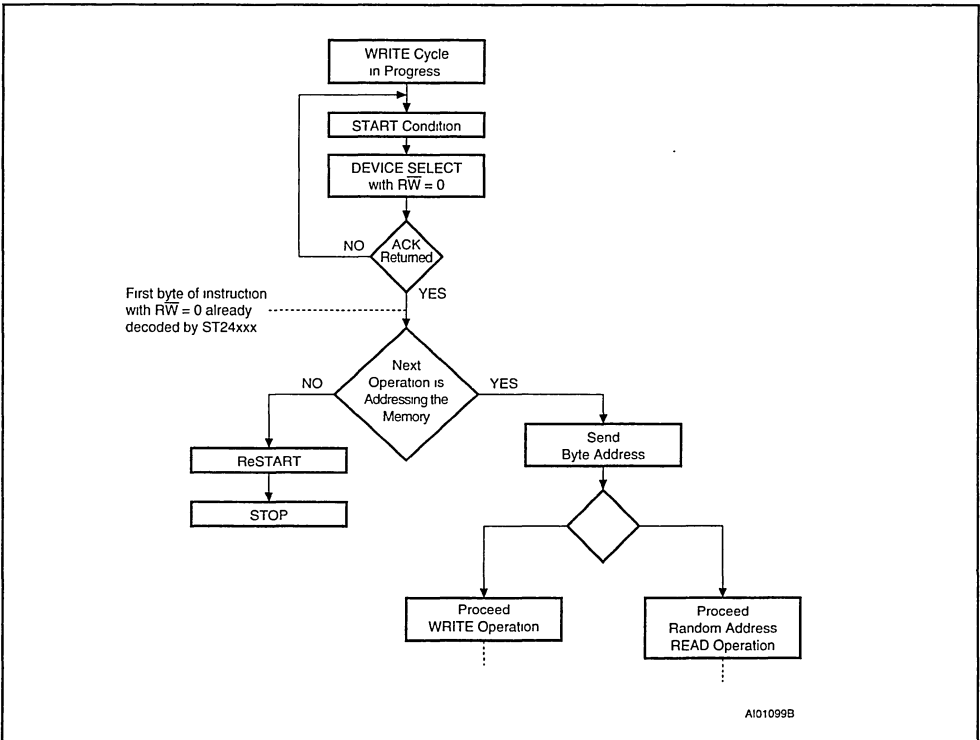 WRITE Cycle
in Progress
START Condition
DEVICE SELECT
with RW̅ = 0
NO
ACK
Returned
YES
First byte of instruction
with RW̅ = 0 already
decoded by ST24xxx
NO
Next
Operation is
Addressing the
Memory
YES
Send
Byte Address
ReSTART
STOP
Proceed
WRITE Operation
Proceed
Random Address
READ Operation
AI01099B